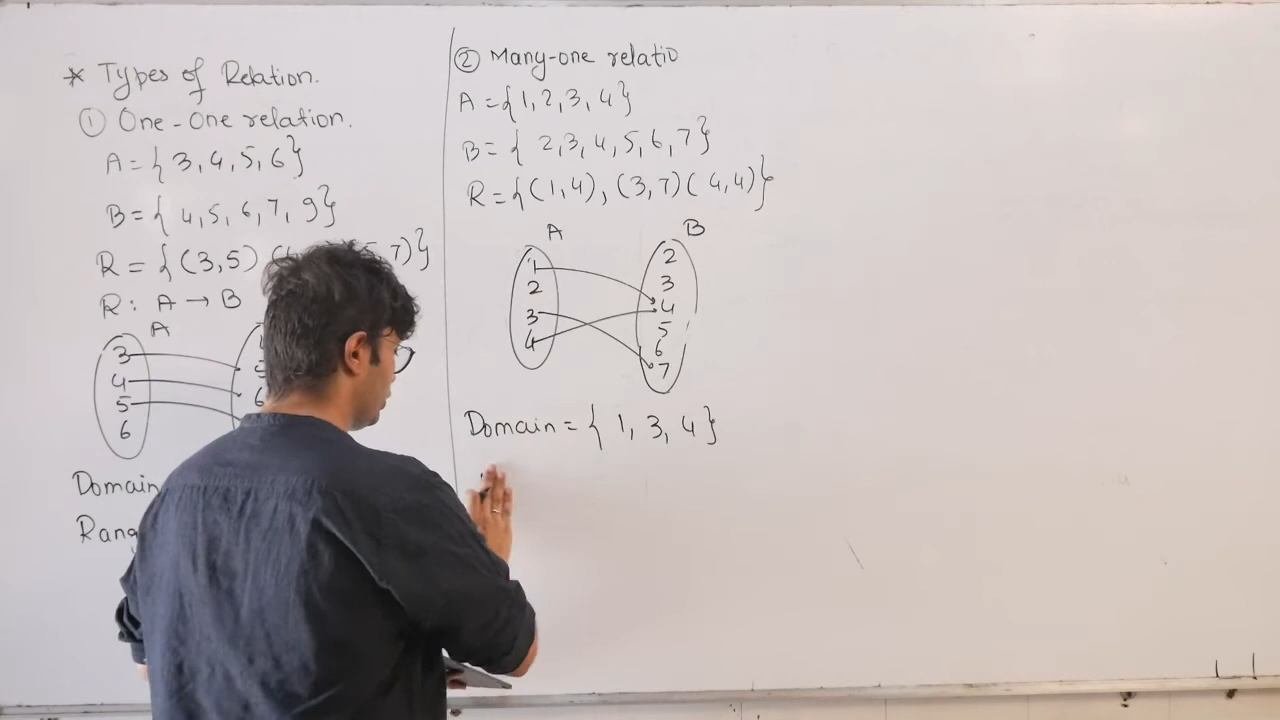 * Types of Relation.
① One-One relation.
A={3,4,5,6}
B={4,5,6,7,9}
R={(3,5) 7)}
R: A → B
A
3
4
5
6
Domain
② Many-one relatio
A={1,2,3,4}
B={2,3,4,5,6,7}
R={(1,4),(3,7)(4,4)}
A B
1
2
3
4
2
3
4
5
6
7
Domain={1,3,4}